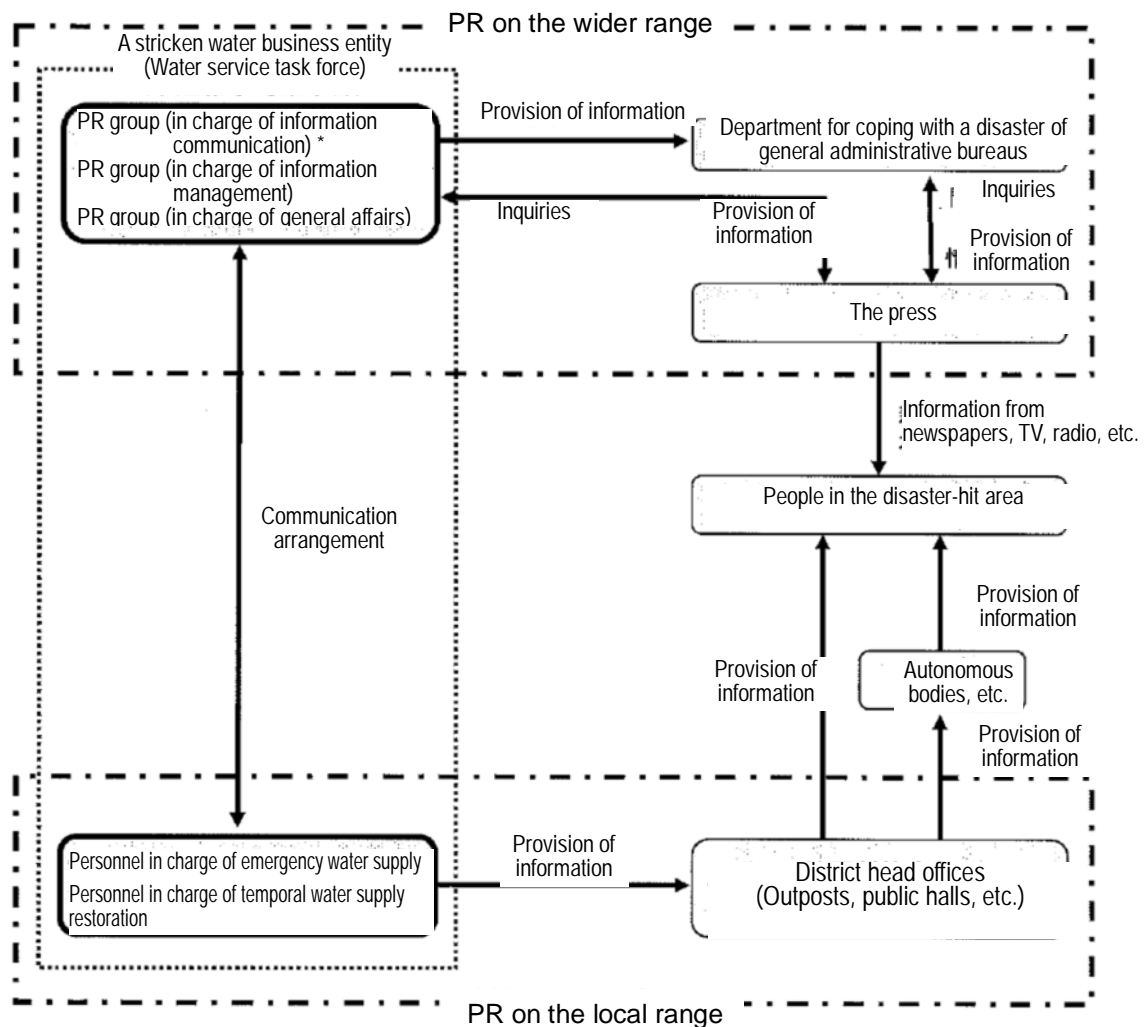 PR on the wider range
A stricken water business entity
(Water service task force)
PR group (in charge of information
communication) *
PR group (in charge of information
management)
PR group (in charge of general affairs)
Provision of information
Department for coping with a disaster of
general administrative bureaus
Inquiries
Provision of
information
Inquiries
Provision of
information
The press
Information from
newspapers, TV, radio, etc.
People in the disaster-hit area
Communication
arrangement
Provision of
information
Provision of
information
Autonomous
bodies, etc.
Provision of
information
Personnel in charge of emergency water supply
Personnel in charge of temporal water supply
restoration
Provision of
information
District head offices
(Outposts, public halls, etc.)
PR on the local range